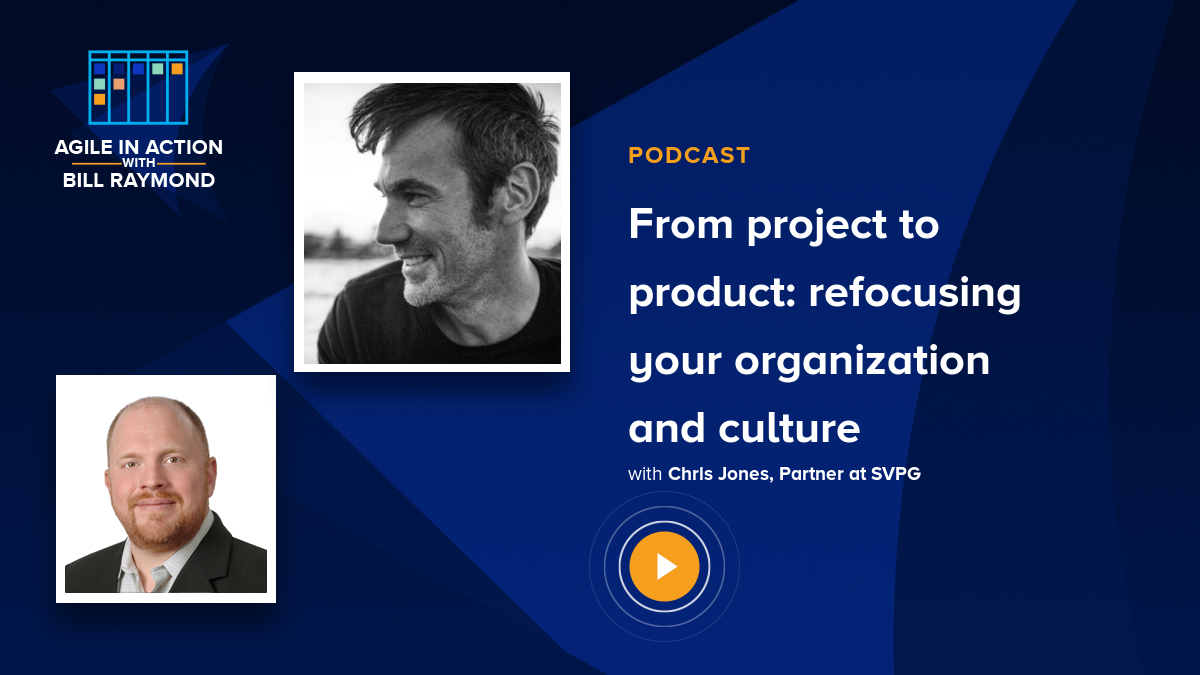 AGILE IN ACTION
WITH
BILL RAYMOND
PODCAST
From project to
product: refocusing
your organization
and culture
with Chris Jones, Partner at SVPG